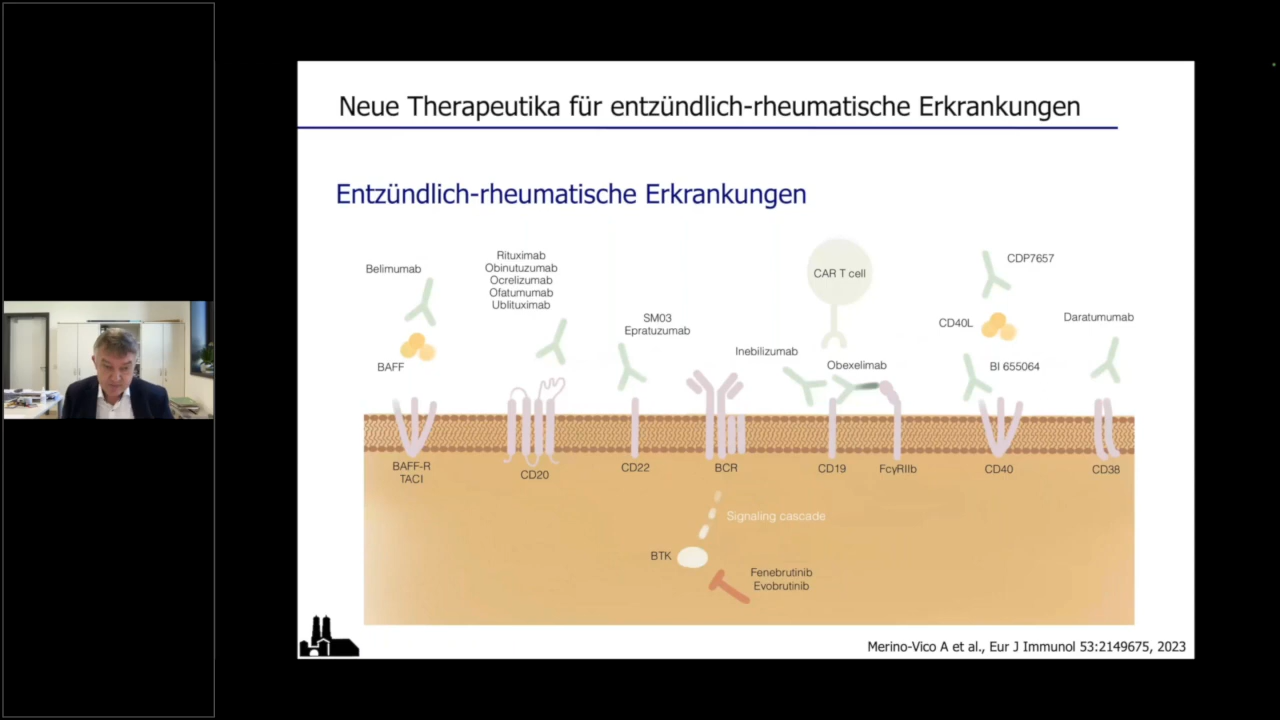 Neue Therapeutika für entzündlich-rheumatische Erkrankungen
Entzündlich-rheumatische Erkrankungen
Belimumab
BAFF
Rituximab
Obinutuzumab
Ocrelizumab
Ofatumumab
Ublituximab
SM03
Epratuzumab
Inebilizumab
CAR T cell
Obexelimab
CDP7657
CD40L
BI 655064
Daratumumab
BAFF-R
TACI
CD20
CD22
BCR
CD19
FcγRIIb
CD40
CD38
Signaling cascade
BTK
Fenebrutinib
Evobrutinib
Merino-Vico A et al., Eur J Immunol 53:2149675, 2023